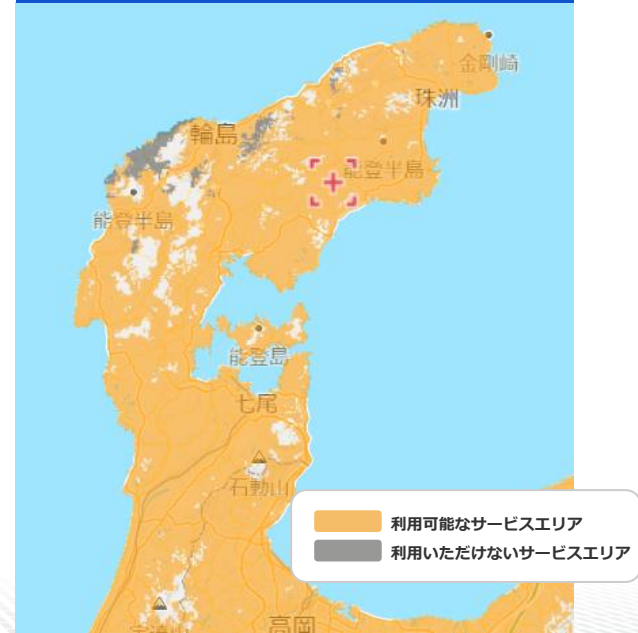 金剛崎
珠洲
輪島
能登半島
能登半島
能登島
七尾
石動山
利用可能なサービスエリア
利用いただけないサービスエリア
高岡